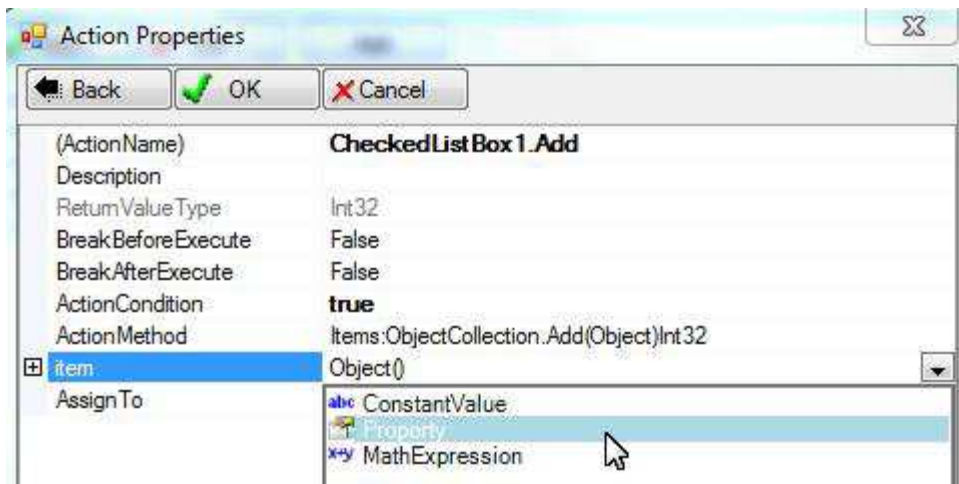 Action Properties
Back OK Cancel
(ActionName) CheckedListBox1.Add
Description
ReturnValueType Int32
BreakBeforeExecute False
BreakAfterExecute False
ActionCondition true
ActionMethod Items:ObjectCollection.Add(Object)Int32
item Object()
AssignTo
abc ConstantValue
Property
x+y MathExpression